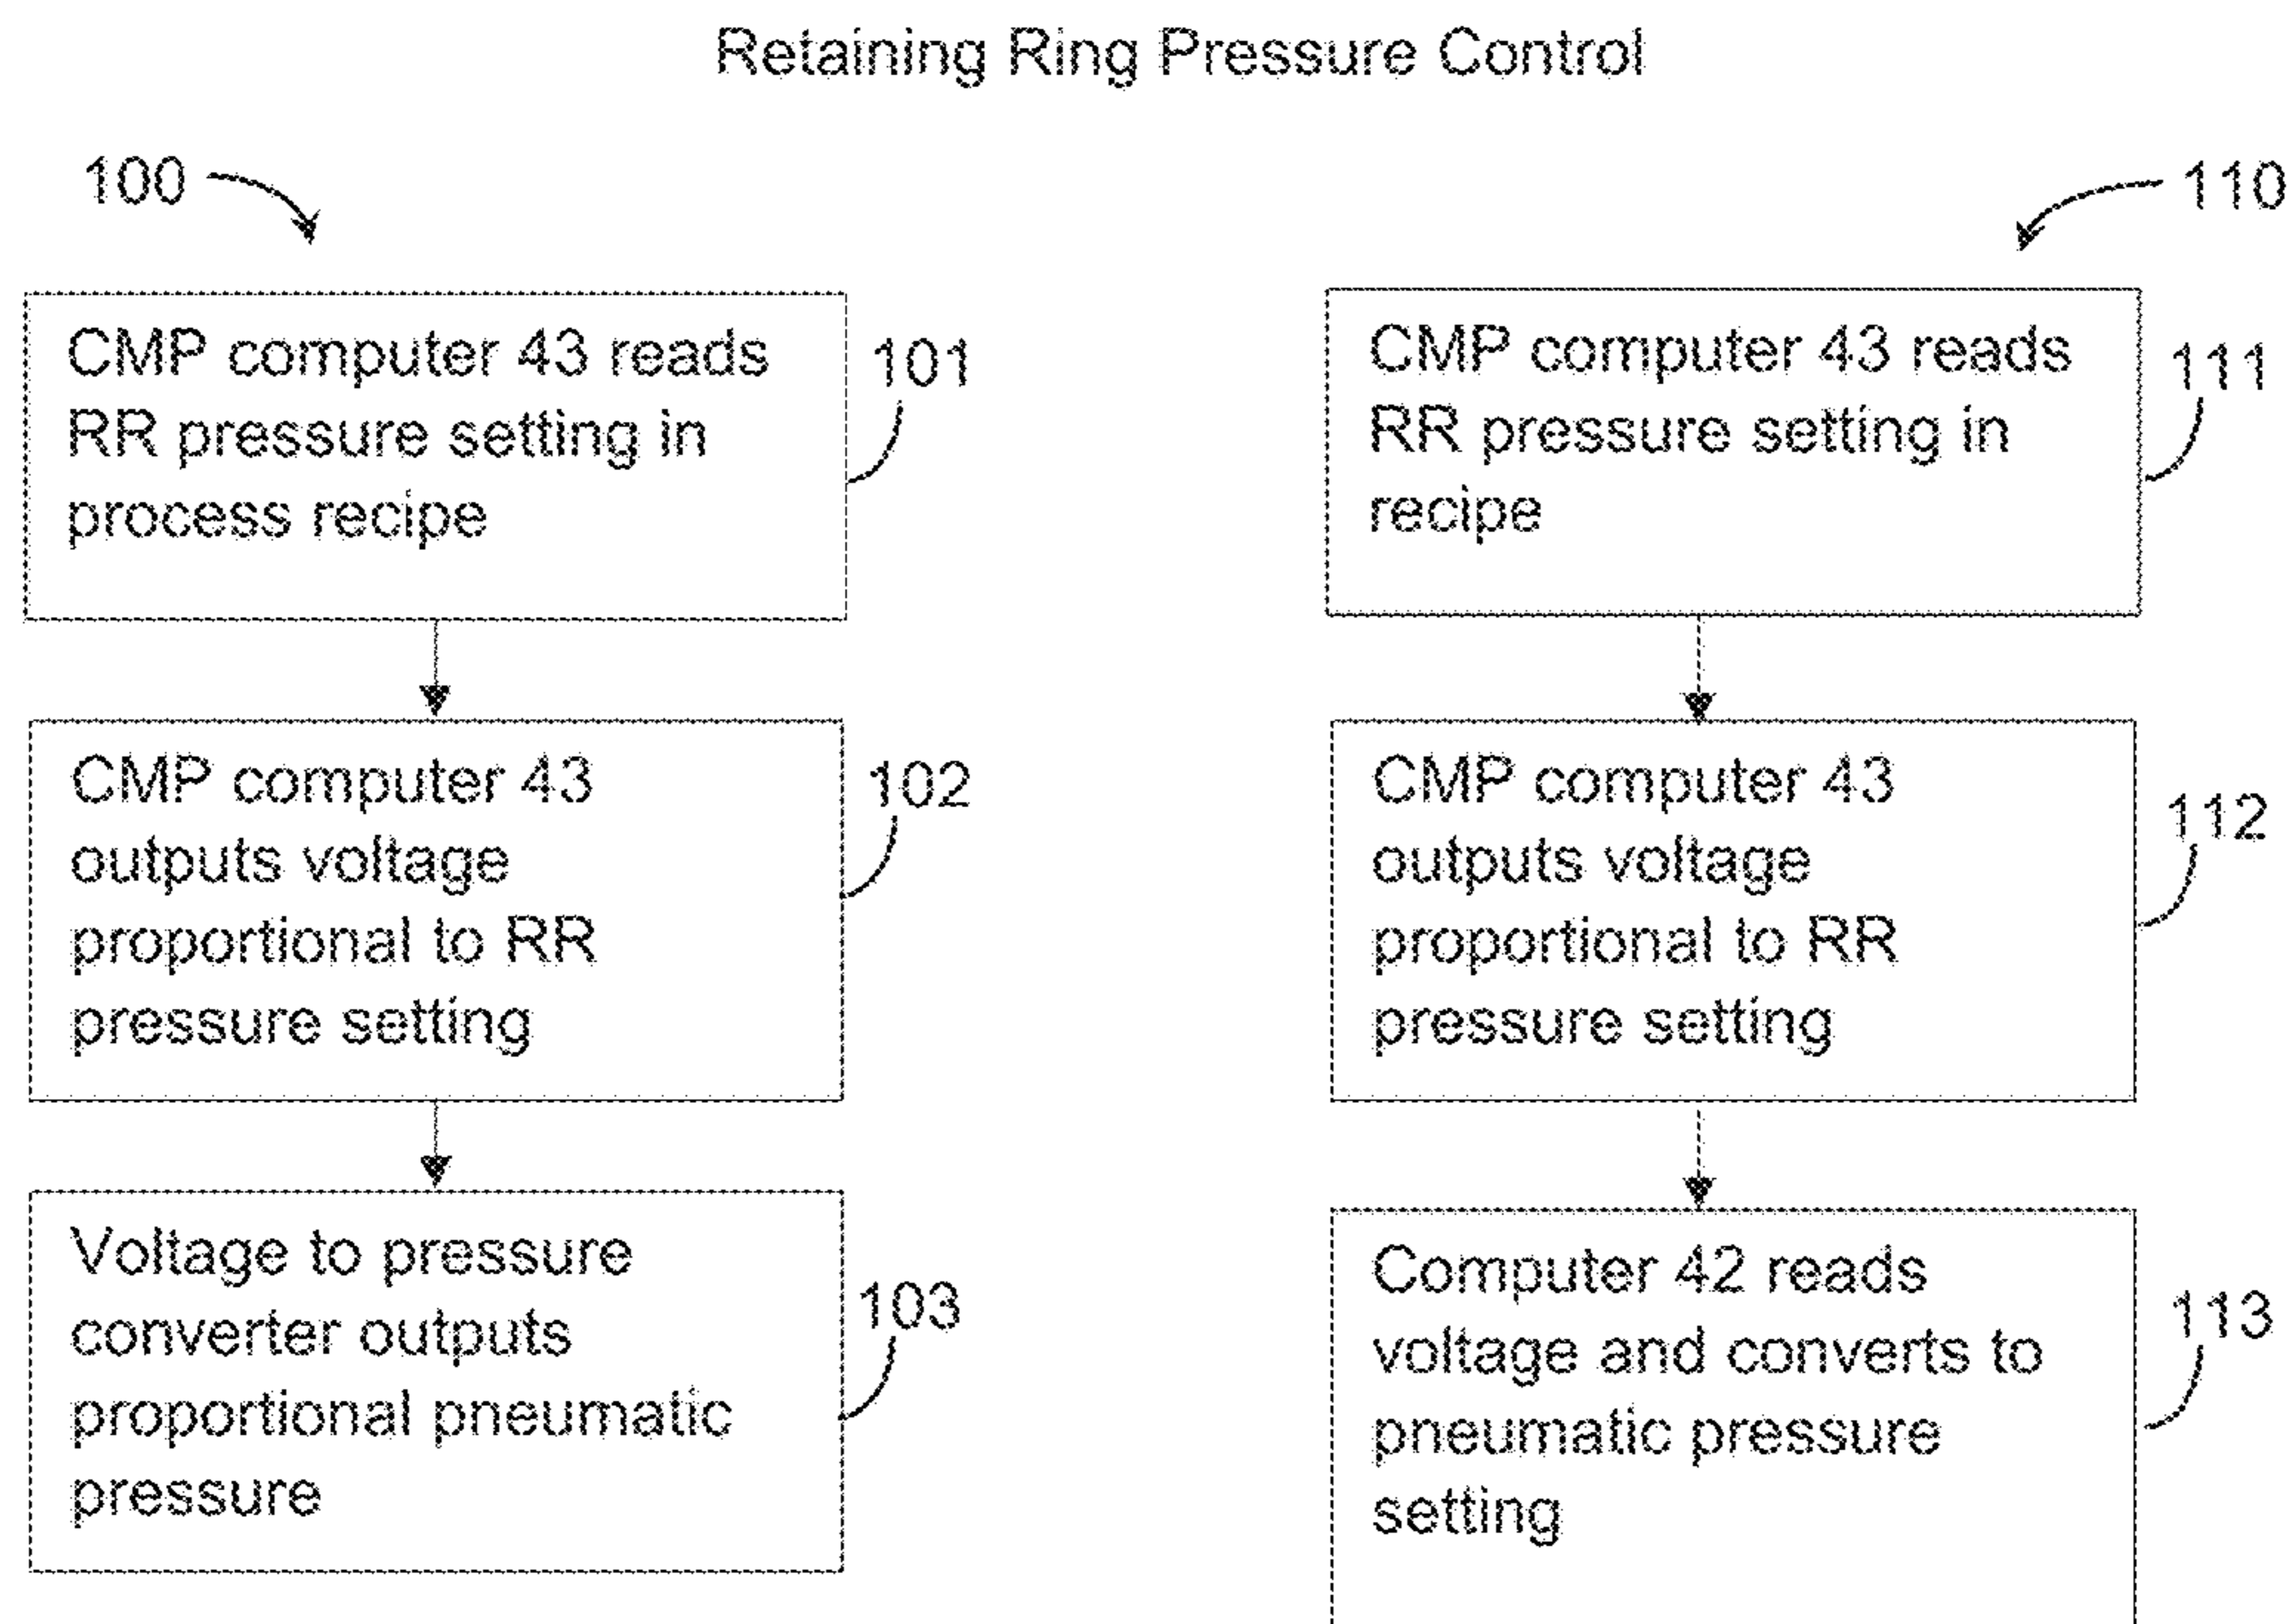 Retaining Ring Pressure Control
100
CMP computer 43 reads
RR pressure setting in
process recipe
101
CMP computer 43
outputs voltage
proportional to RR
pressure setting
102
Voltage to pressure
converter outputs
proportional pneumatic
pressure
103
110
CMP computer 43 reads
RR pressure setting in
recipe
111
CMP computer 43
outputs voltage
proportional to RR
pressure setting
112
Computer 42 reads
voltage and converts to
pneumatic pressure
setting
113